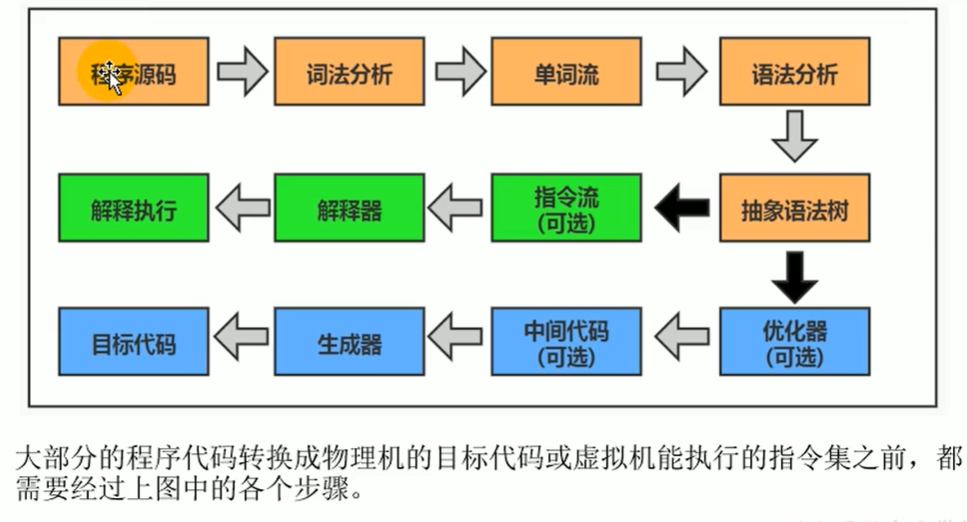 程序源码
词法分析
单词流
语法分析
解释执行
解释器
指令流
(可选)
抽象语法树
目标代码
生成器
中间代码
(可选)
优化器
(可选)
大部分的程序代码转换成物理机的目标代码或虚拟机能执行的指令集之前，都
需要经过上图中的各个步骤。